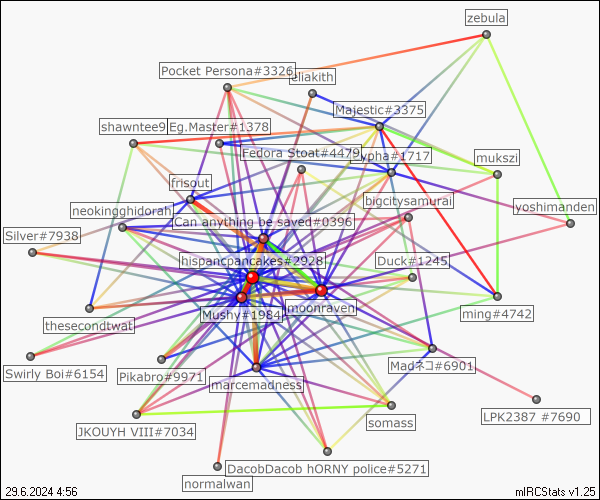 zebula
Pocket Persona#3326
eliakith
Majestic#3375
shawntee9
Eg.Master#1378
Fedora Stoat#4479
ypha#1717
mukszi
frisout
bigcitysamurai
yoshimanden
neokingghidorah
Can anything be saved#0396
Silver#7938
hispancpancakes#2928
Duck#1245
Mushy#1984
moonraven
ming#4742
thesecondtwat
Swirly Boi#6154
Pikabro#9971
marcemadness
Madネコ#6901
JKOUYH VIII#7034
somass
LPK2387 #7690
DacobDacob hORNY police#5271
normalwan
29.6.2024 4:56
mIRCStats v1.25